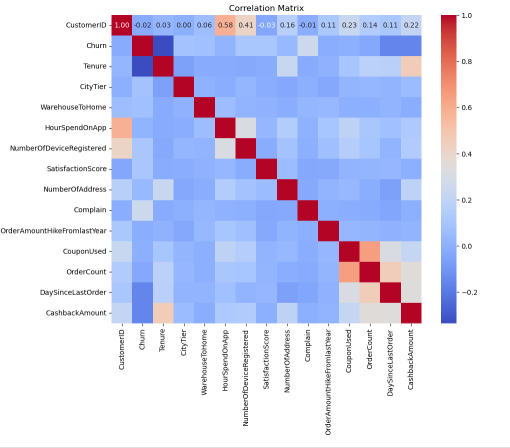 Correlation Matrix
CustomerID 1.00 -0.02 0.03 0.00 0.06 0.58 0.41 -0.03 0.16 -0.01 0.11 0.23 0.14 0.11 0.22
Churn
Tenure
CityTier
WarehouseToHome
HourSpendOnApp
NumberOfDeviceRegistered
SatisfactionScore
NumberOfAddress
Complain
OrderAmountHikeFromlastYear
CouponUsed
OrderCount
DaySinceLastOrder
CashbackAmount
CustomerID
Churn
Tenure
CityTier
WarehouseToHome
HourSpendOnApp
NumberOfDeviceRegistered
SatisfactionScore
NumberOfAddress
Complain
OrderAmountHikeFromlastYear
CouponUsed
OrderCount
DaySinceLastOrder
CashbackAmount
1.0
0.8
0.6
0.4
0.2
0.0
−0.2